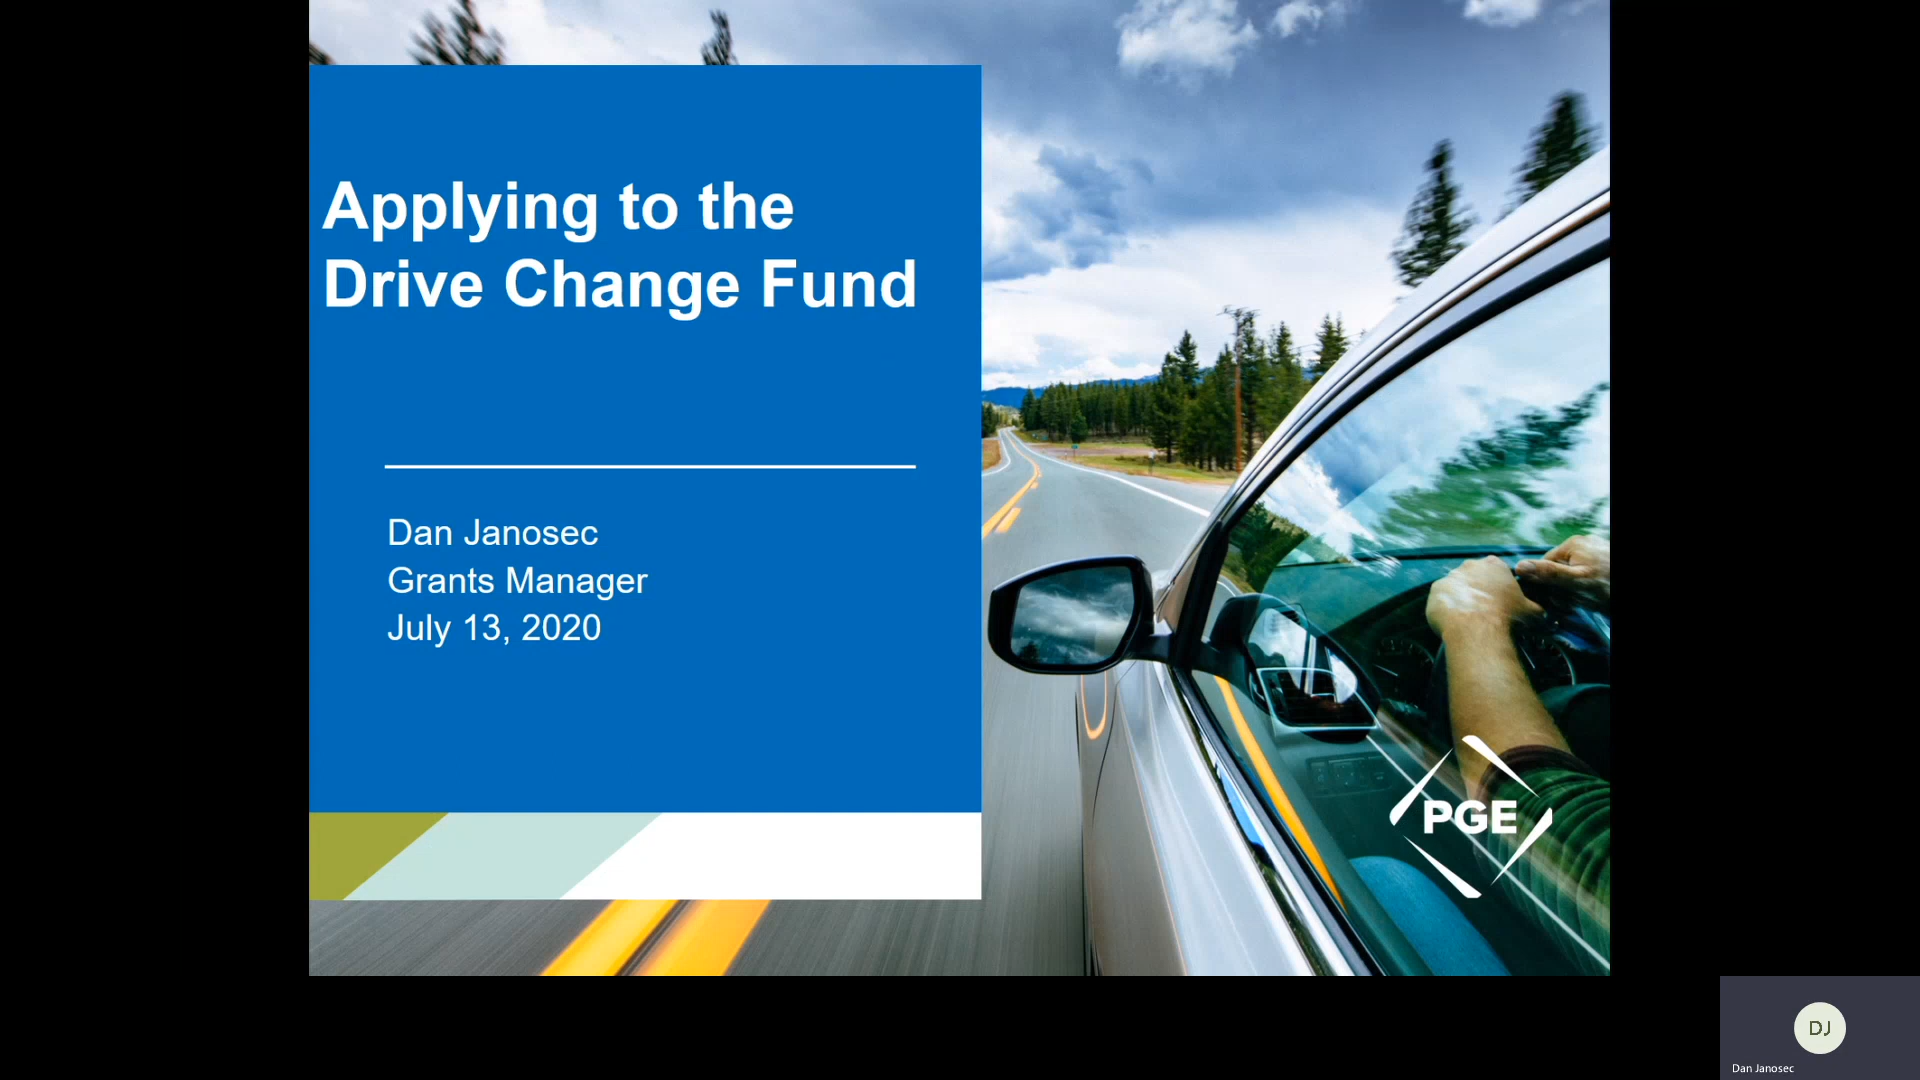 Applying to the
Drive Change Fund
Dan Janosec
Grants Manager
July 13, 2020
PGE
DJ
Dan Janosec